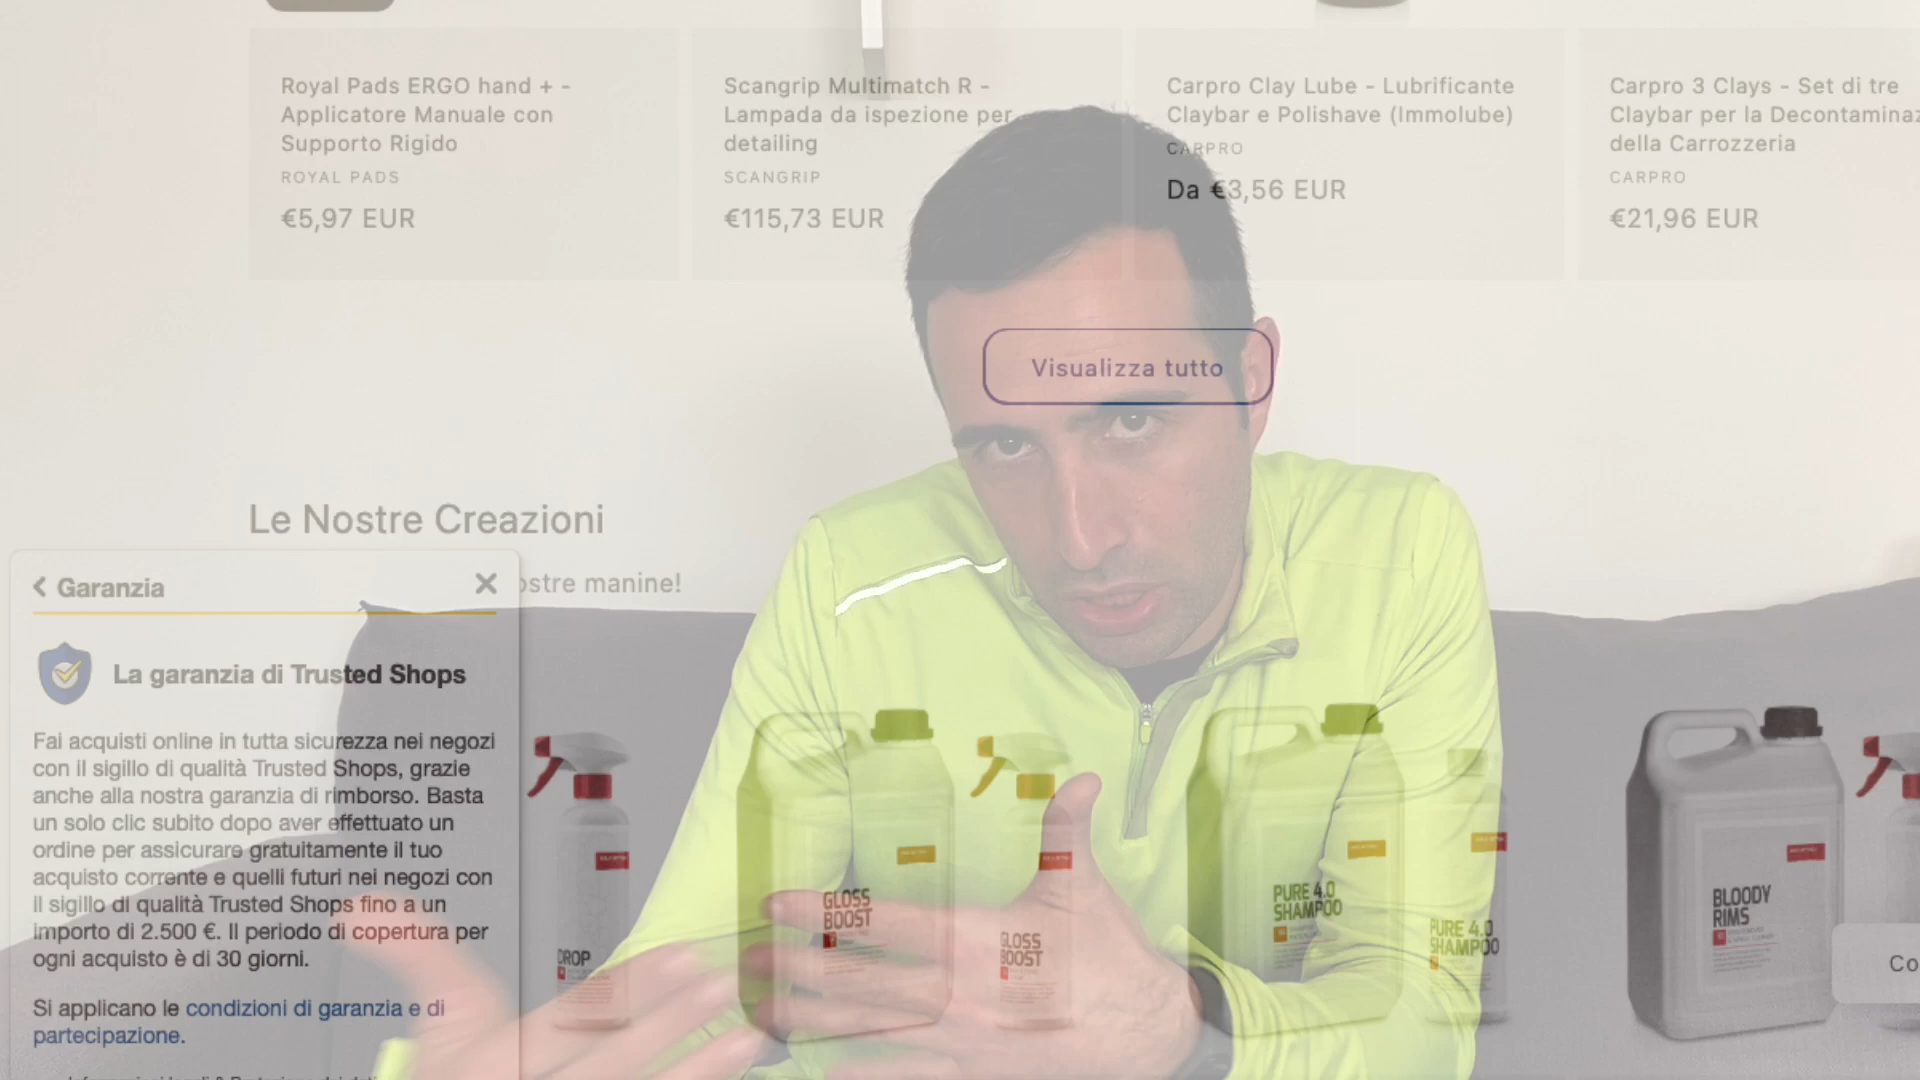 Royal Pads ERGO hand + -
Applicatore Manuale con
Supporto Rigido
ROYAL PADS
€5,97 EUR
Scangrip Multimatch R -
Lampada da ispezione per
detailing
SCANGRIP
€115,73 EUR
Carpro Clay Lube - Lubrificante
Claybar e Polishave (Immolube)
CARPRO
Da €3,56 EUR
Carpro 3 Clays - Set di tre
Claybar per la Decontaminaz
della Carrozzeria
CARPRO
€21,96 EUR
Visualizza tutto
Le Nostre Creazioni
ostre manine!
Garanzia
La garanzia di Trusted Shops
Fai acquisti online in tutta sicurezza nei negozi
con il sigillo di qualità Trusted Shops, grazie
anche alla nostra garanzia di rimborso. Basta
un solo clic subito dopo aver effettuato un
ordine per assicurare gratuitamente il tuo
acquisto corrente e quelli futuri nei negozi con
il sigillo di qualità Trusted Shops fino a un
importo di 2.500 €. Il periodo di copertura per
ogni acquisto è di 30 giorni.
Si applicano le condizioni di garanzia e di
partecipazione.
DROP
GLOSS
BOOST
GLOSS
BOOST
PURE 4.0
SHAMPOO
PURE 4.0
SHAMPOO
BLOODY
RIMS
Co